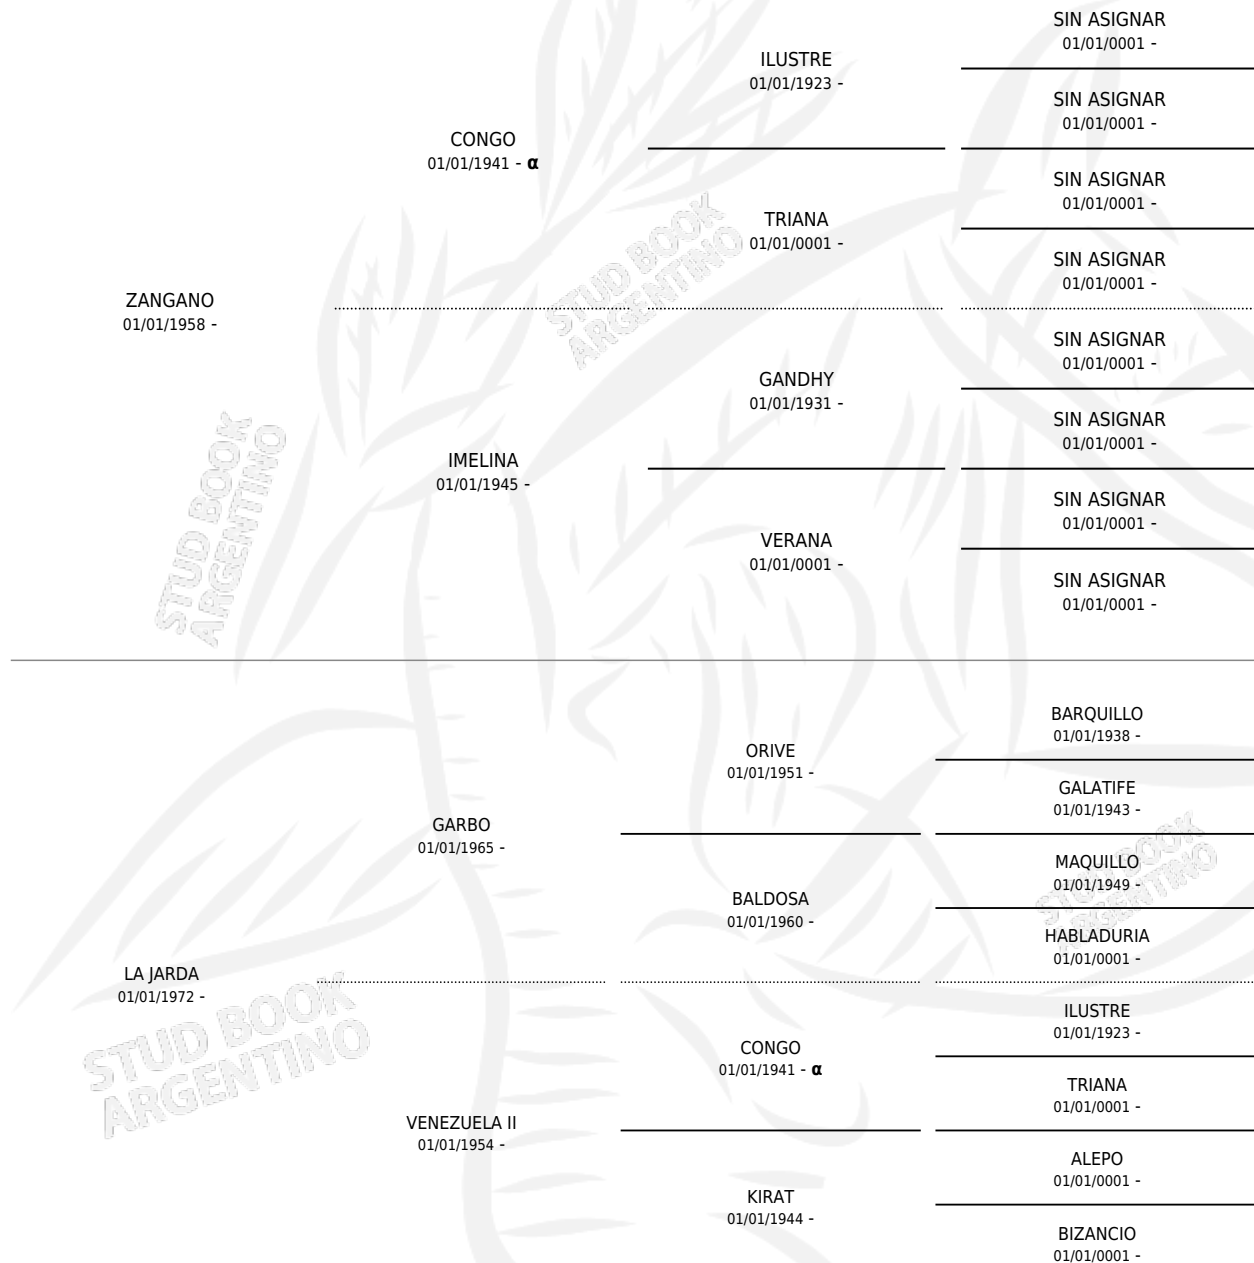 SIN ASIGNAR
01/01/0001 -
ILUSTRE
01/01/1923 -
SIN ASIGNAR
01/01/0001 -
CONGO
01/01/1941 - α
SIN ASIGNAR
01/01/0001 -
TRIANA
01/01/0001 -
SIN ASIGNAR
01/01/0001 -
STUD BOOK
ARGENTINO
ZANGANO
01/01/1958 -
SIN ASIGNAR
01/01/0001 -
GANDHY
01/01/1931 -
SIN ASIGNAR
01/01/0001 -
IMELINA
01/01/1945 -
SIN ASIGNAR
01/01/0001 -
VERANA
01/01/0001 -
SIN ASIGNAR
01/01/0001 -
STUD BOOK
ARGENTINO
BARQUILLO
01/01/1938 -
ORIVE
01/01/1951 -
GALATIFE
01/01/1943 -
GARBO
01/01/1965 -
MAQUILLO
01/01/1949 -
BALDOSA
01/01/1960 -
HABLADURIA
01/01/0001 -
STUD BOOK
ARGENTINO
LA JARDA
01/01/1972 -
STUD BOOK
ARGENTINO
ILUSTRE
01/01/1923 -
CONGO
01/01/1941 - α
TRIANA
01/01/0001 -
VENEZUELA II
01/01/1954 -
ALEPO
01/01/0001 -
KIRAT
01/01/1944 -
BIZANCIO
01/01/0001 -